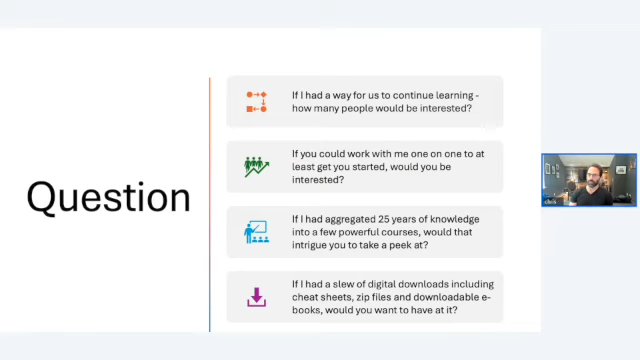 Question
If I had a way for us to continue learning -
how many people would be interested?
If you could work with me one on one to at
least get you started, would you be
interested?
If I had aggregated 25 years of knowledge
into a few powerful courses, would that
intrigue you to take a peek at?
If I had a slew of digital downloads including
cheat sheets, zip files and downloadable e-
books, would you want to have at it?